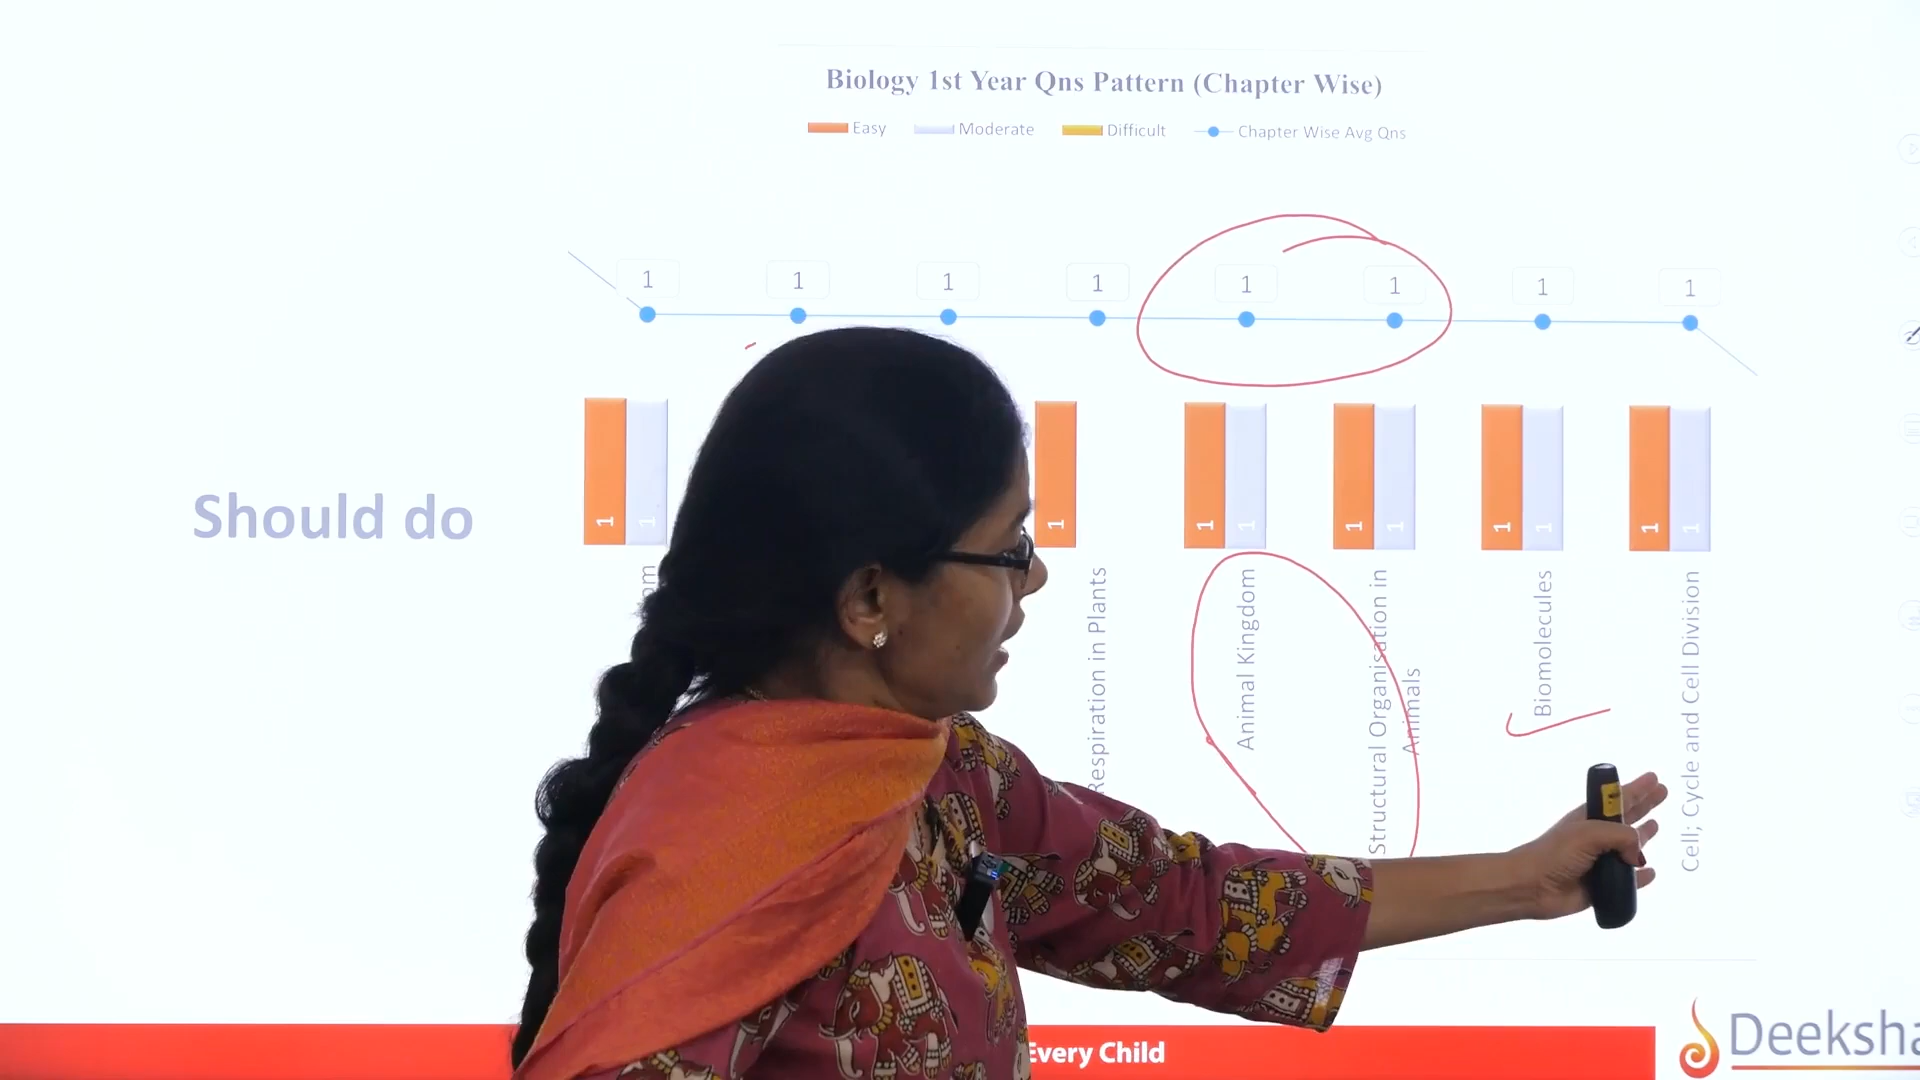 Biology 1st Year Qns Pattern (Chapter Wise)
Easy Moderate Difficult Chapter Wise Avg Qns
1 1 1 1 1 1 1 1
Should do
1 1 1 1 1 1 1 1 1 1 1
Respiration in Plants
Animal Kingdom
Structural Organisation in
Animals
Biomolecules
Cell; Cycle and Cell Division
Every Child
Deeksha